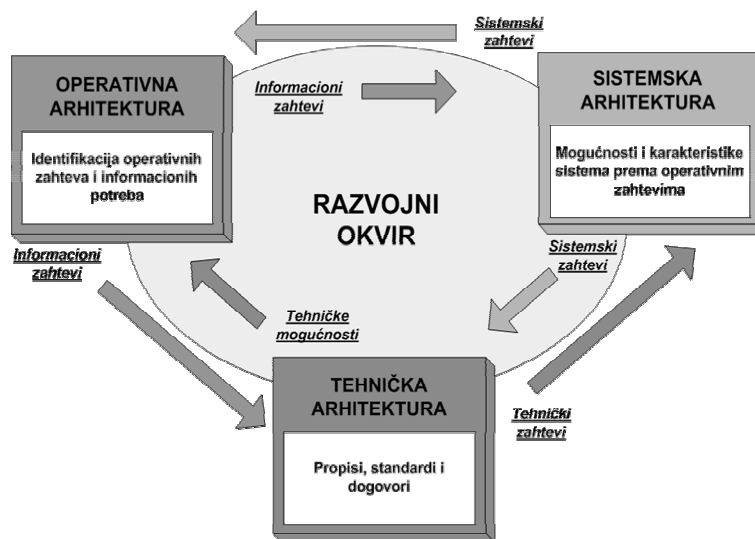 Sistemski
zahtevi
OPERATIVNA
ARHITEKTURA
Identifikacija operativnih
zahteva i informacionih
potreba
Informacioni
zahtevi
SISTEMSKA
ARHITEKTURA
Mogućnosti i karakteristike
sistema prema operativnim
zahtevima
RAZVOJNI
OKVIR
Informacioni
zahtevi
Sistemski
zahtevi
Tehničke
mogućnosti
TEHNIČKA
ARHITEKTURA
Propisi, standardi i
dogovori
Tehnički
zahtevi